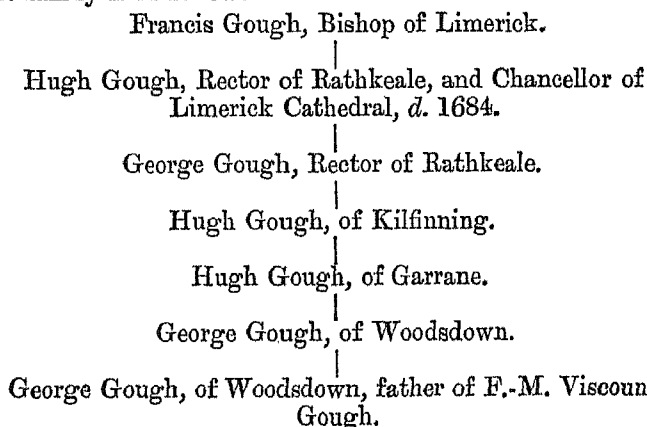 Francis Gough, Bishop of Limerick.
Hugh Gough, Rector of Rathkeale, and Chancellor of
Limerick Cathedral, d. 1684.
George Gough, Rector of Rathkeale.
Hugh Gough, of Kilfinning.
Hugh Gough, of Garrane.
George Gough, of Woodsdown.
George Gough, of Woodsdown, father of F.-M. Viscoun
Gough.